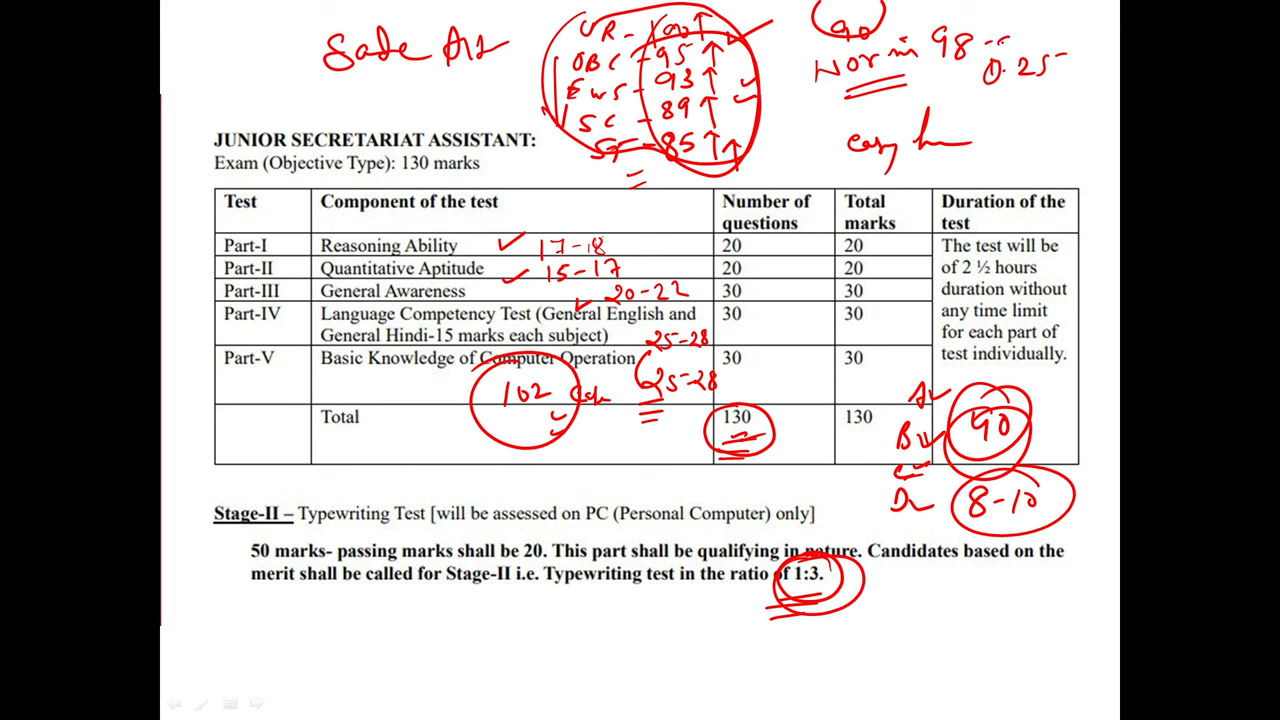 UR - 100 ↑
OBC - 95 ↑
EWS - 93 ↑
SC - 89 ↑
ST - 85 ↑↑
90
98
0.25
JUNIOR SECRETARIAT ASSISTANT:
Exam (Objective Type): 130 marks
Test Component of the test Number of questions Total marks Duration of the test
Part-I Reasoning Ability 17-18 20 20 The test will be
Part-II Quantitative Aptitude 15-17 20 20 of 2 ½ hours
Part-III General Awareness 20-22 30 30 duration without
Part-IV Language Competency Test (General English and 30 30 any time limit
General Hindi-15 marks each subject) 25-28 for each part of
Part-V Basic Knowledge of Computer Operation 30 30 test individually.
102 25-28
Total 130 130
A
B 90
C
D 8-10
Stage-II – Typewriting Test [will be assessed on PC (Personal Computer) only]
50 marks- passing marks shall be 20. This part shall be qualifying in nature. Candidates based on the
merit shall be called for Stage-II i.e. Typewriting test in the ratio of 1:3.